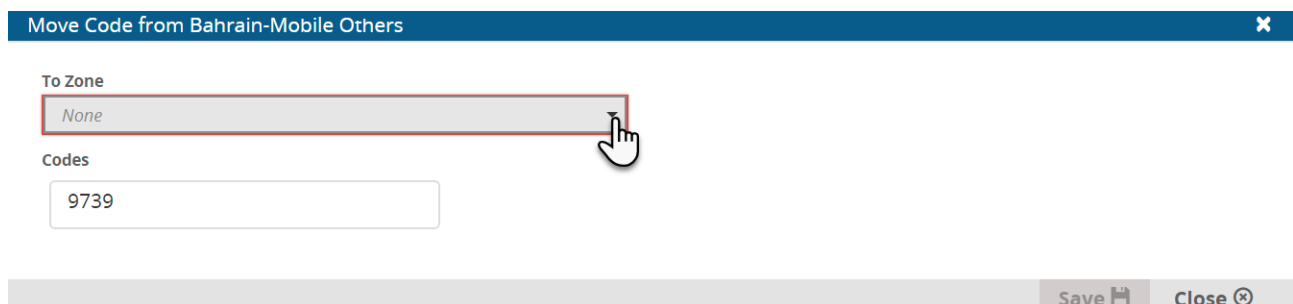 Move Code from Bahrain-Mobile Others
To Zone
None
Codes
9739
Save
Close